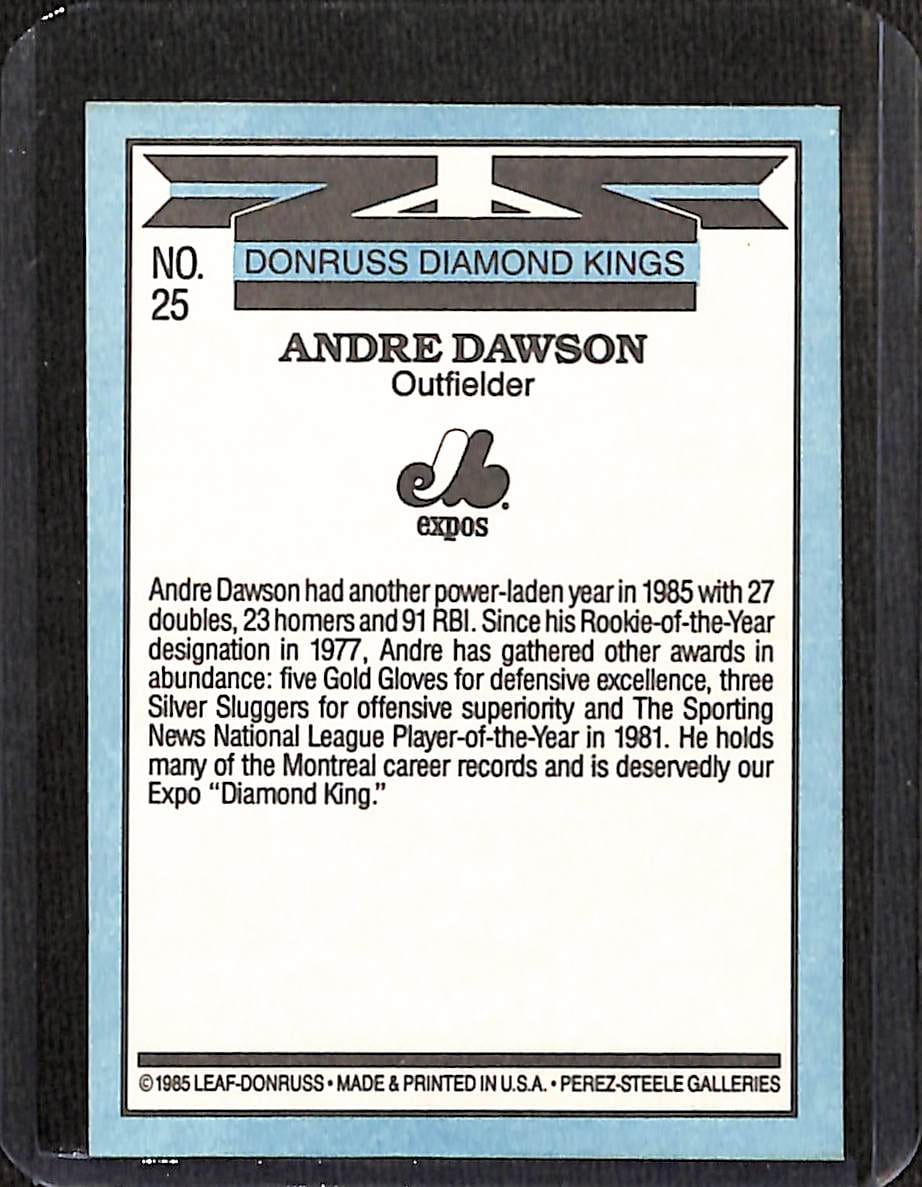 NO.
25
DONRUSS DIAMOND KINGS
ANDRE DAWSON
Outfielder
expos
Andre Dawson had another power-laden year in 1985 with 27
doubles, 23 homers and 91 RBI. Since his Rookie-of-the-Year
designation in 1977, Andre has gathered other awards in
abundance: five Gold Gloves for defensive excellence, three
Silver Sluggers for offensive superiority and The Sporting
News National League Player-of-the-Year in 1981. He holds
many of the Montreal career records and is deservedly our
Expo “Diamond King.”
©1985 LEAF-DONRUSS • MADE & PRINTED IN U.S.A. • PEREZ-STEELE GALLERIES